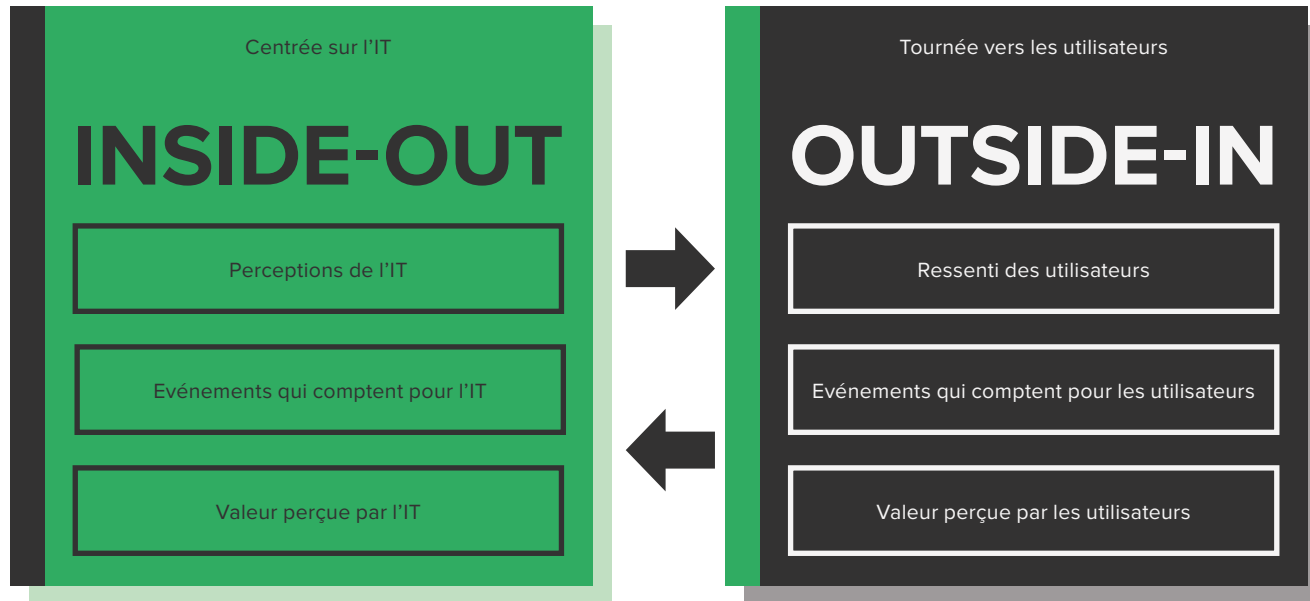 Centrée sur l'IT
INSIDE-OUT
Perceptions de l'IT
Evénements qui comptent pour l'IT
Valeur perçue par l'IT
Tournée vers les utilisateurs
OUTSIDE-IN
Ressenti des utilisateurs
Evénements qui comptent pour les utilisateurs
Valeur perçue par les utilisateurs